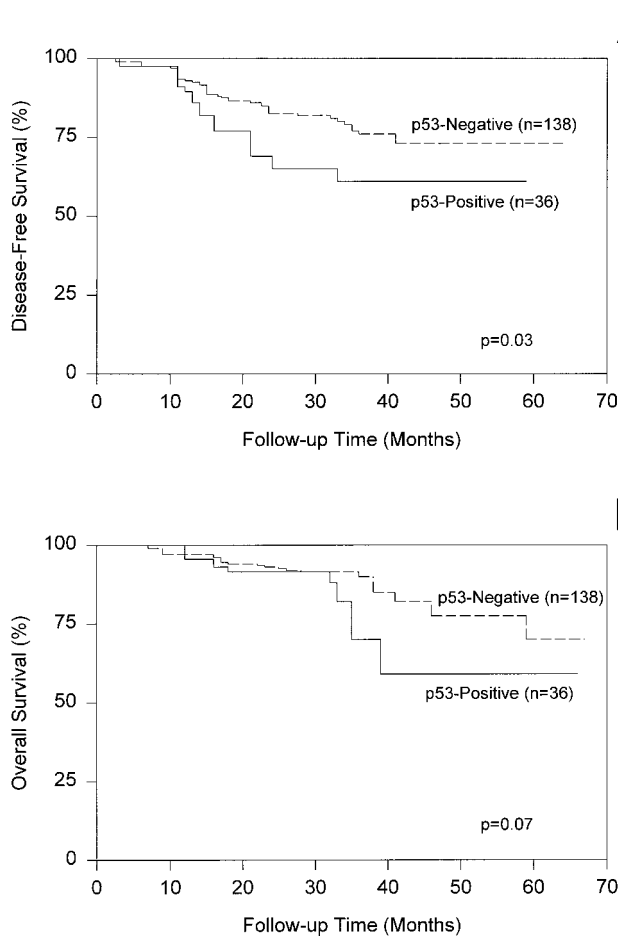 100
75
50
25
0
Disease-Free Survival (%)
p53-Negative (n=138)
p53-Positive (n=36)
p=0.03
0 10 20 30 40 50 60 70
Follow-up Time (Months)
100
75
50
25
0
Overall Survival (%)
p53-Negative (n=138)
p53-Positive (n=36)
p=0.07
0 10 20 30 40 50 60 70
Follow-up Time (Months)